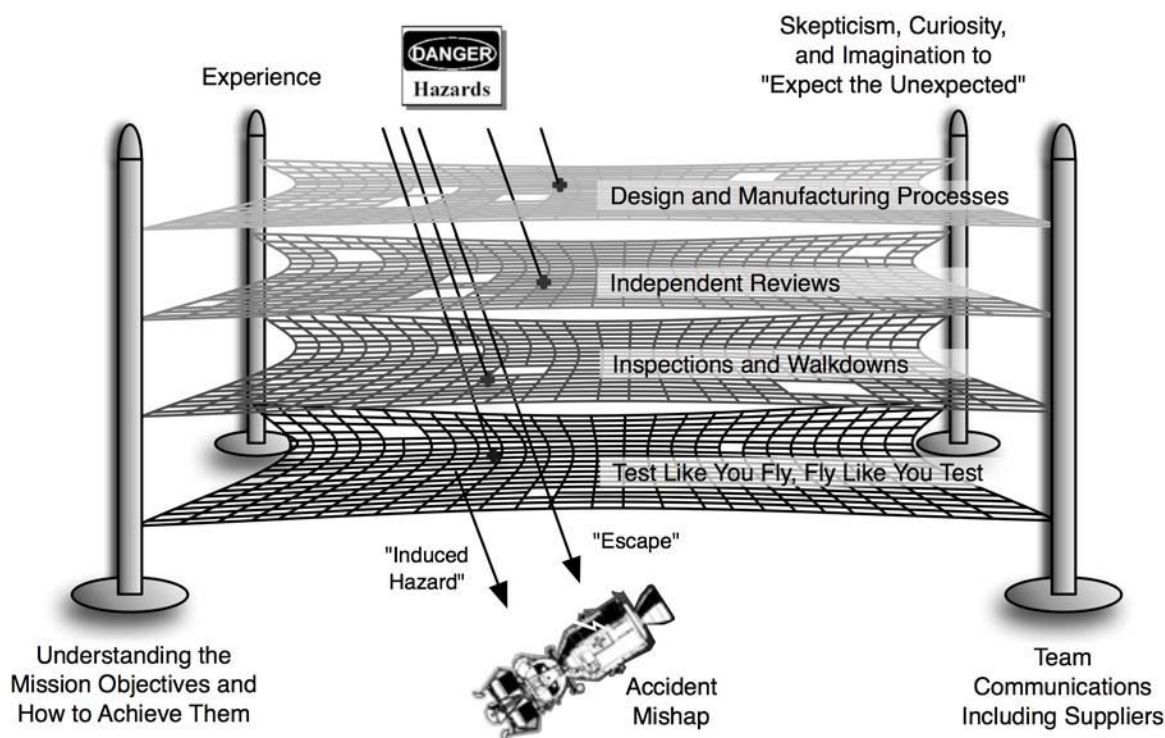 Skepticism, Curiosity,
and Imagination to
"Expect the Unexpected"
Experience
DANGER
Hazards
Design and Manufacturing Processes
Independent Reviews
Inspections and Walkdowns
Test Like You Fly, Fly Like You Test
"Induced
Hazard"
"Escape"
Understanding the
Mission Objectives and
How to Achieve Them
Accident
Mishap
Team
Communications
Including Suppliers